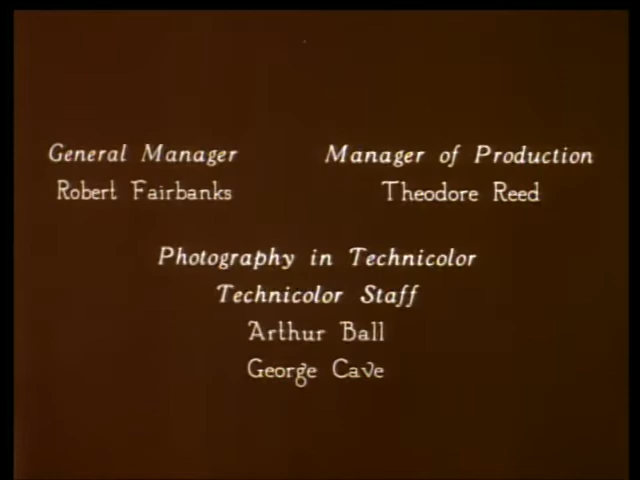 General Manager
Robert Fairbanks
Manager of Production
Theodore Reed
Photography in Technicolor
Technicolor Staff
Arthur Ball
George Cave